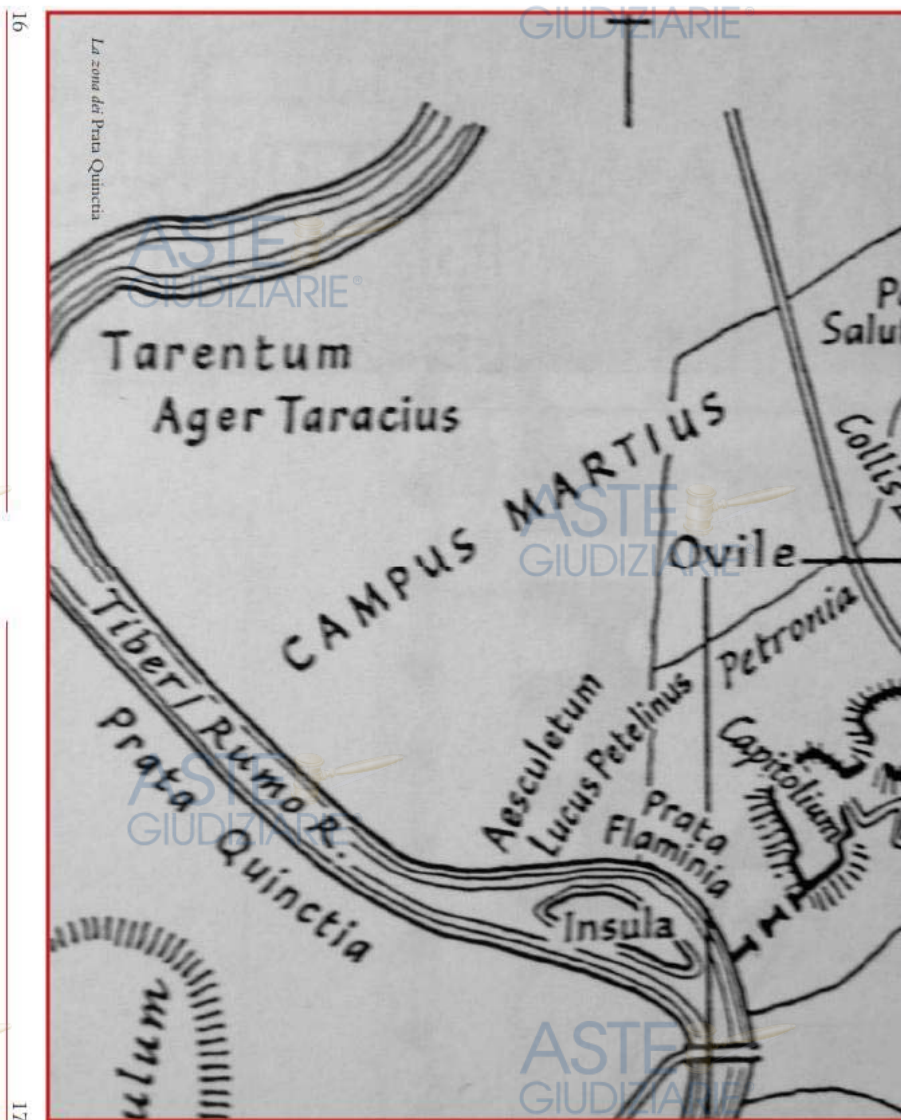 16
La zona dei Prata Quinctia
ASTE
GIUDIZIARIE®
Tarentum
Ager Taracius
CAMPUS MARTIUS
Collis
Ovile
Petronia
Tiber / Rumo R.
Prata Quinctia
Aesculetum
Lucus Petelinus
Prata
Flaminia
Capitolium
Insula
17